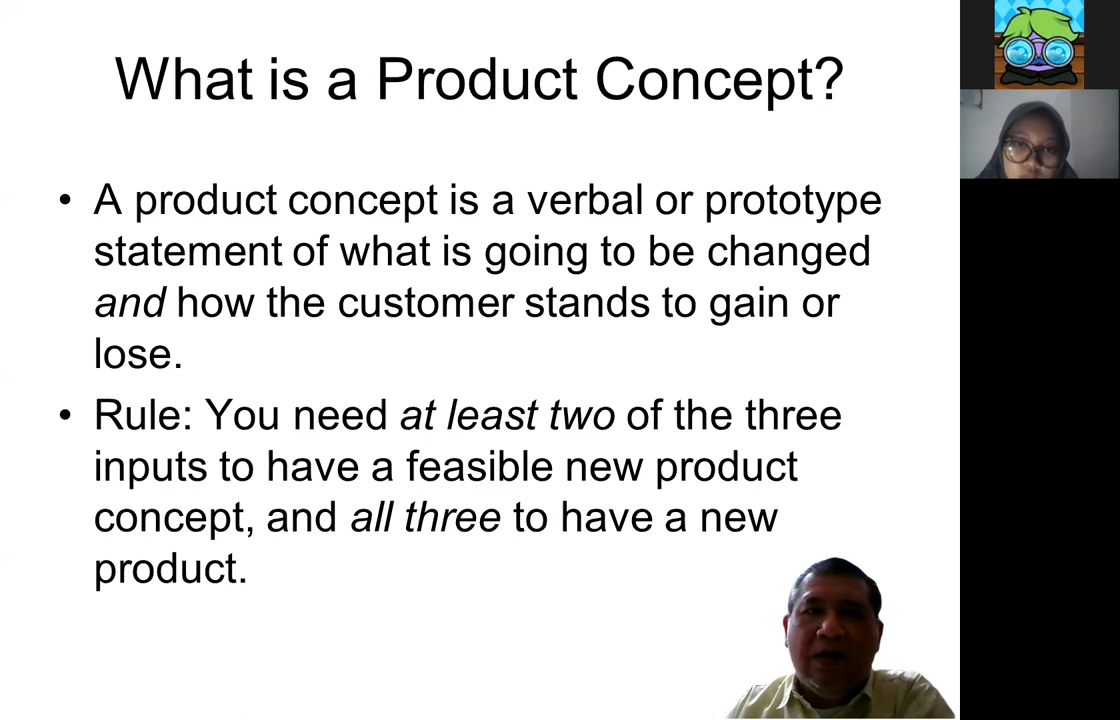 What is a Product Concept?
• A product concept is a verbal or prototype
statement of what is going to be changed
and how the customer stands to gain or
lose.
• Rule: You need at least two of the three
inputs to have a feasible new product
concept, and all three to have a new
product.